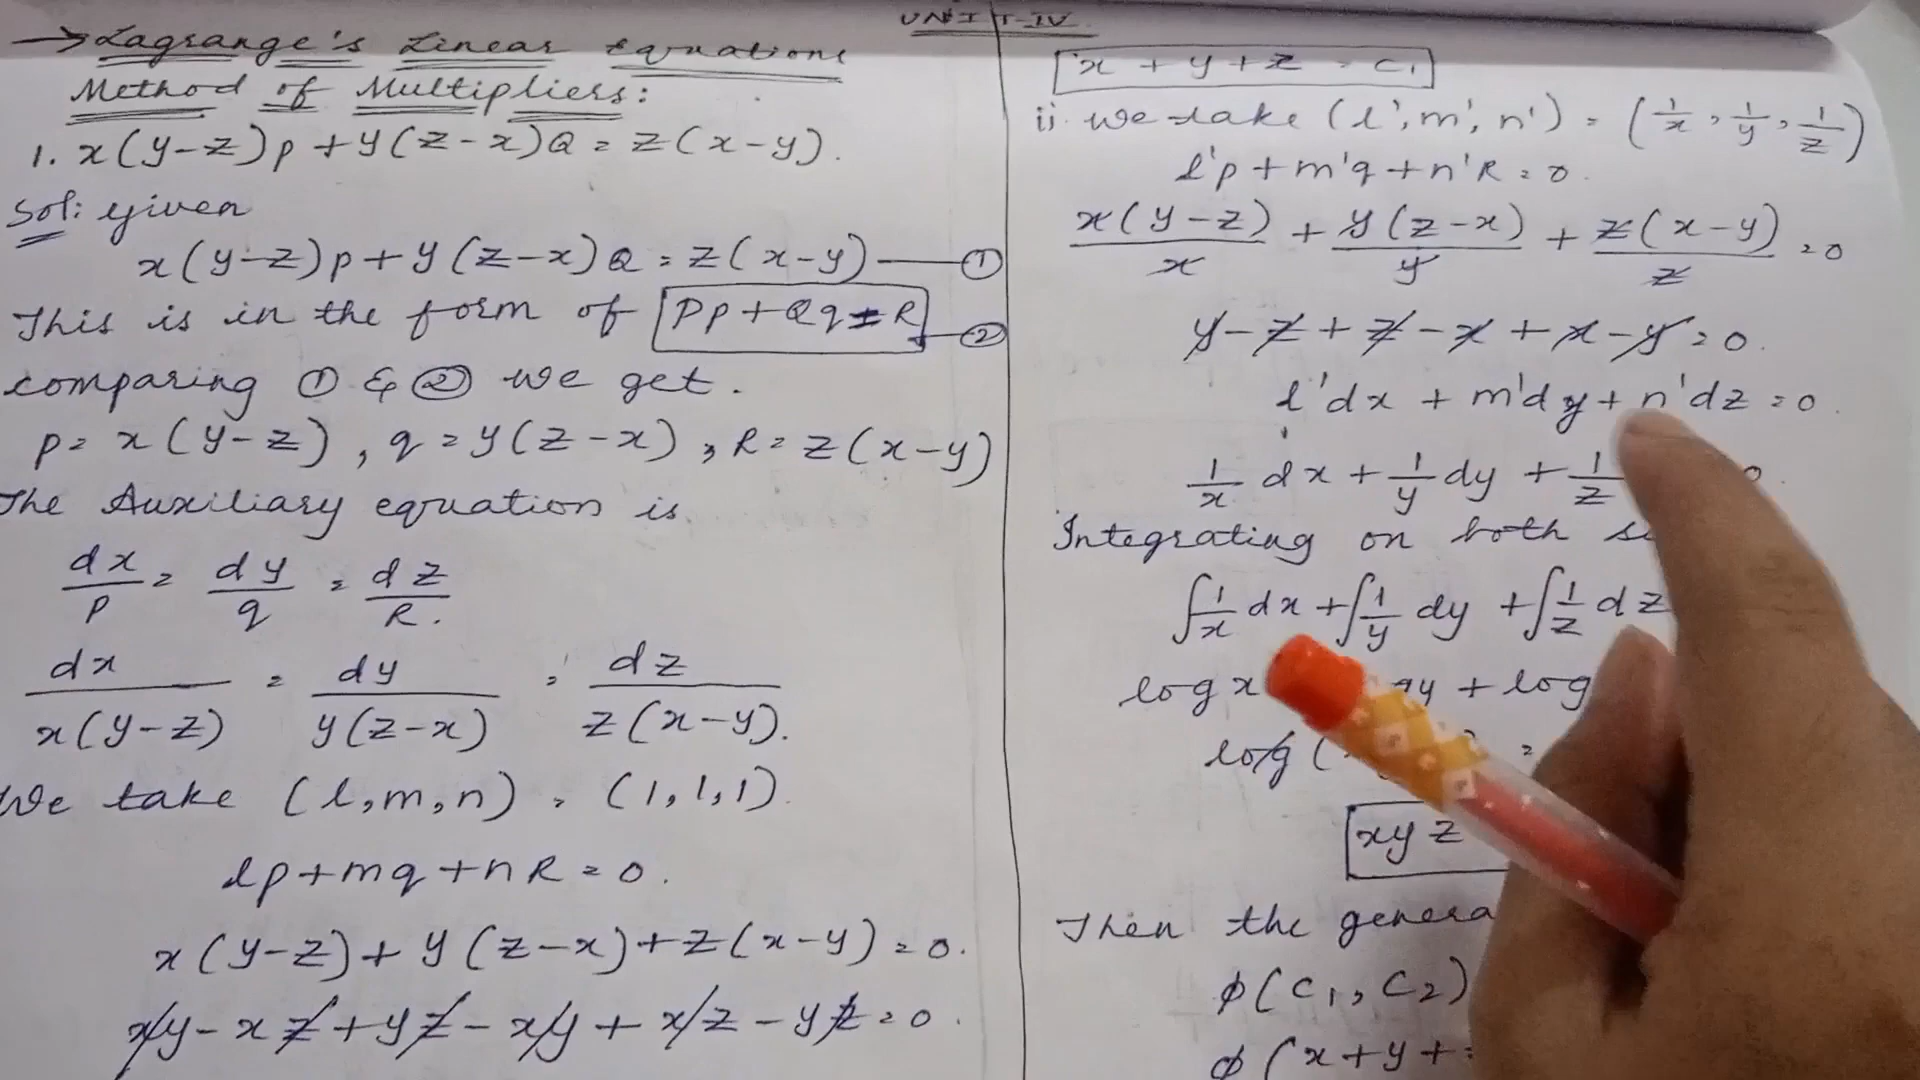 UNIT-IV
→ Lagrange's Linear Equations
Method of Multipliers:
1. x(y-z)p + y(z-x)Q = z(x-y).
Sol: given
x(y-z)p + y(z-x)Q = z(x-y) — ①
This is in the form of Pp + Qq = R — ②
comparing ① & ② we get.
p = x(y-z), q = y(z-x), R = z(x-y)
The Auxiliary equation is
dx/p = dy/q = dz/R.
dx/x(y-z) = dy/y(z-x) = dz/z(x-y).
We take (l,m,n) = (1,1,1).
lp + mq + nR = 0.
x(y-z) + y(z-x) + z(x-y) = 0.
xy - xz + yz - xy + xz - yz = 0.
x + y + z = c₁
ii. we take (l', m', n') = (1/x, 1/y, 1/z)
l'p + m'q + n'R = 0.
x(y-z)/x + y(z-x)/y + z(x-y)/z = 0
y - z + z - x + x - y = 0.
l'dx + m'dy + n'dz = 0.
1/x dx + 1/y dy + 1/z 0.
Integrating on both
∫1/x dx + ∫1/y dy + ∫1/z dz
log x y + log
log ( ) =
xyz
Then the
φ(c₁, c₂)
φ(x + y +